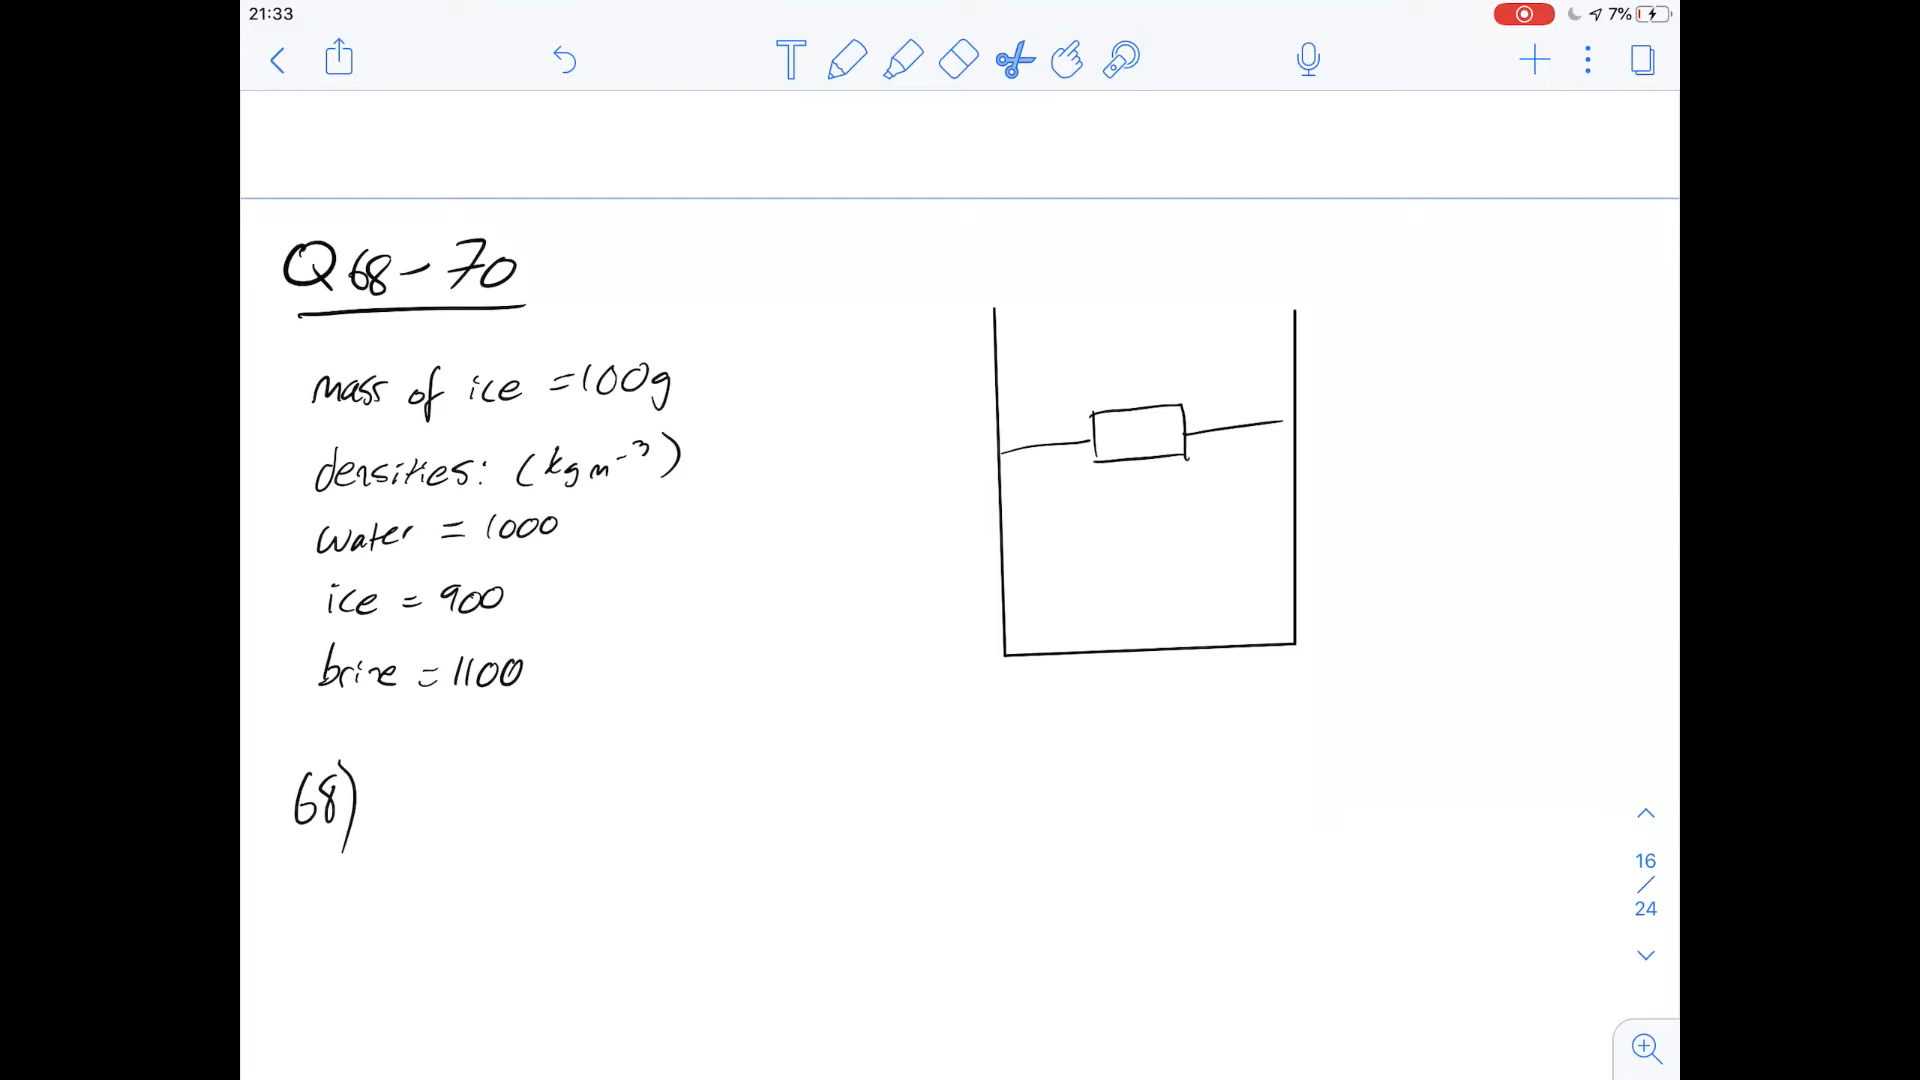 21:33
7%
Q68-70
mass of ice =100g
densities: (kgm⁻³)
water = 1000
ice = 900
brine = 1100
68)
16
/
24